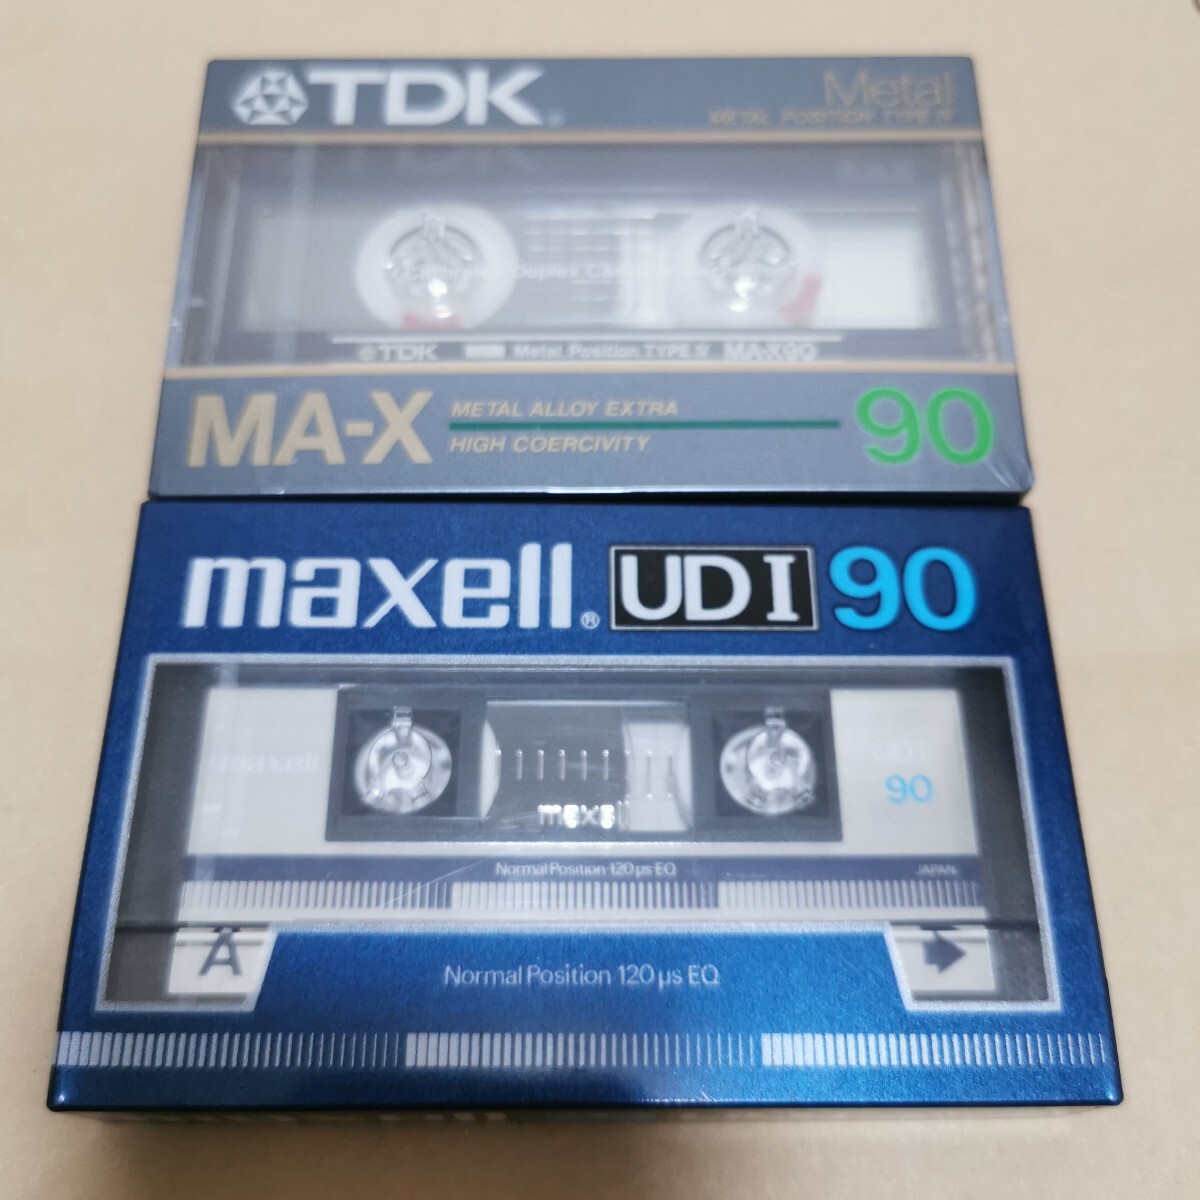 TDK
Metal
METAL POSITION TYPE IV
TDK Metal Position TYPE IV MA-X90
MA-X METAL ALLOY EXTRA
HIGH COERCIVITY
90
maxell® UD I 90
maxell UD I
90
maxell
Normal Position 120 µs EQ JAPAN
A
Normal Position 120 µs EQ